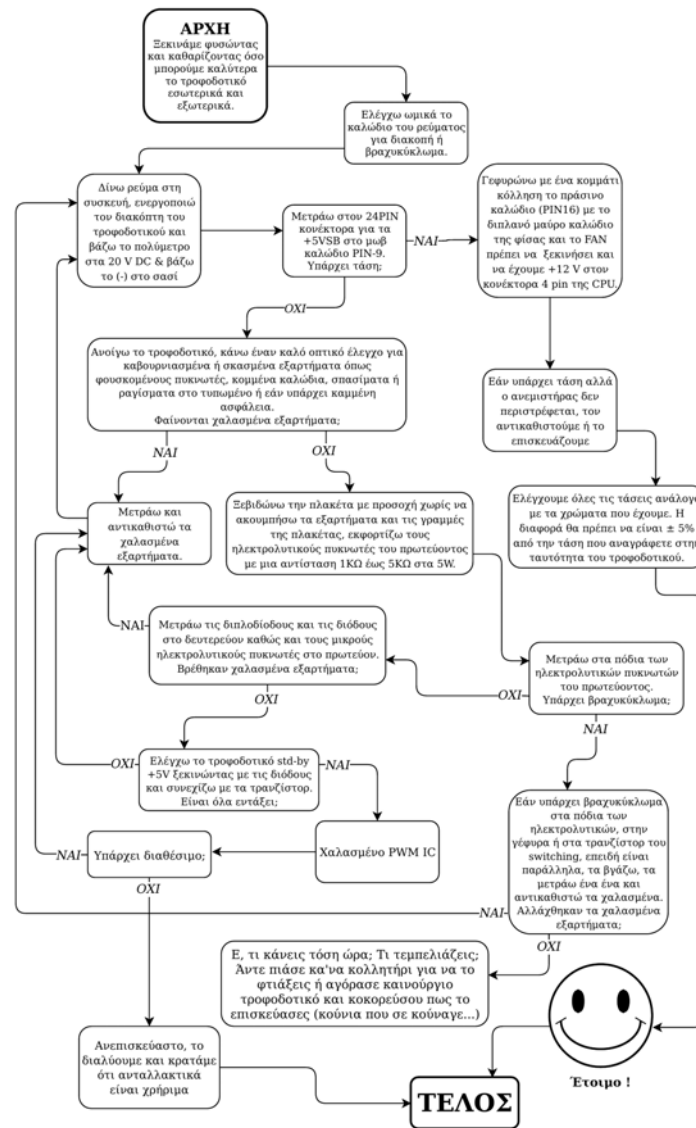 ΑΡΧΗ
Ξεκινάμε φυσώντας
και καθαρίζοντας όσο
μπορούμε καλύτερα
το τροφοδοτικό
εσωτερικά και
εξωτερικά.
Ελέγχω ωμικά το
καλώδιο του ρεύματος
για διακοπή ή
βραχυκύκλωμα.
Δίνω ρεύμα στη
συσκευή, ενεργοποιώ
τον διακόπτη του
τροφοδοτικού και
βάζω το πολύμετρο
στα 20 V DC & βάζω
το (-) στο σασί
Μετράω στον 24PIN
κονέκτορα για τα
+5VSB στο μωβ
καλώδιο PIN-9.
Υπάρχει τάση;
ΝΑΙ
Γεφυρώνω με ένα κομμάτι
κόλληση το πράσινο
καλώδιο (PIN16) με το
διπλανό μαύρο καλώδιο
της φίσας και το FAN
πρέπει να ξεκινήσει και
να έχουμε +12 V στον
κονέκτορα 4 pin της CPU.
ΟΧΙ
Ανοίγω το τροφοδοτικό, κάνω έναν καλό οπτικό έλεγχο για
καβουρνιασμένα ή σκασμένα εξαρτήματα όπως
φουσκομένους πυκνωτές, κομμένα καλώδια, σπασίματα ή
ραγίσματα στο τυπωμένο ή εάν υπάρχει καμμένη
ασφάλεια.
Φαίνονται χαλασμένα εξαρτήματα;
Εάν υπάρχει τάση αλλά
ο ανεμιστήρας δεν
περιστρέφεται, τον
αντικαθιστούμε ή το
επισκευάζουμε
ΝΑΙ
ΟΧΙ
Μετράω και
αντικαθιστώ τα
χαλασμένα
εξαρτήματα.
Ξεβιδώνω την πλακέτα με προσοχή χωρίς να
ακουμπήσω τα εξαρτήματα και τις γραμμές
της πλακέτας, εκφορτίζω τους
ηλεκτρολυτικούς πυκνωτές του πρωτεύοντος
με μια αντίσταση 1ΚΩ έως 5ΚΩ στα 5W.
Ελέγχουμε όλες τις τάσεις ανάλογα
με τα χρώματα που έχουμε. Η
διαφορά θα πρέπει να είναι ± 5%
από την τάση που αναγράφετε στην
ταυτότητα του τροφοδοτικού.
ΝΑΙ
Μετράω τις διπλοδίοδους και τις διόδους
στο δευτερεύον καθώς και τους μικρούς
ηλεκτρολυτικούς πυκνωτές στο πρωτεύον.
Βρέθηκαν χαλασμένα εξαρτήματα;
ΟΧΙ
Μετράω στα πόδια των
ηλεκτρολυτικών πυκνωτών
του πρωτεύοντος.
Υπάρχει βραχυκύκλωμα;
ΟΧΙ
ΝΑΙ
ΟΧΙ
Ελέγχω το τροφοδοτικό std-by
+5V ξεκινώντας με τις διόδους
και συνεχίζω με τα τρανζίστορ.
Είναι όλα εντάξει;
ΝΑΙ
Εάν υπάρχει βραχυκύκλωμα
στα πόδια των
ηλεκτρολυτικών, στην
γέφυρα ή στα τρανζίστορ του
switching, επειδή είναι
παράλληλα, τα βγάζω, τα
μετράω ένα ένα και
αντικαθιστώ τα χαλασμένα.
Αλλάχθηκαν τα χαλασμένα
εξαρτήματα;
ΝΑΙ
Υπάρχει διαθέσιμο;
Χαλασμένο PWM IC
ΟΧΙ
ΝΑΙ
ΟΧΙ
Ε, τι κάνεις τόση ώρα; Τι τεμπελιάζεις;
Άντε πιάσε κα'να κολλητήρι για να το
φτιάξεις ή αγόρασε καινούργιο
τροφοδοτικό και κοκορεύσου πως το
επισκεύασες (κούνια που σε κούναγε...)
Ανεπισκεύαστο, το
διαλύουμε και κρατάμε
ότι ανταλλακτικά
είναι χρήριμα
Έτοιμο !
ΤΕΛΟΣ